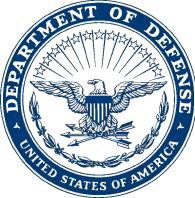 DEPARTMENT OF DEFENSE
UNITED STATES OF AMERICA